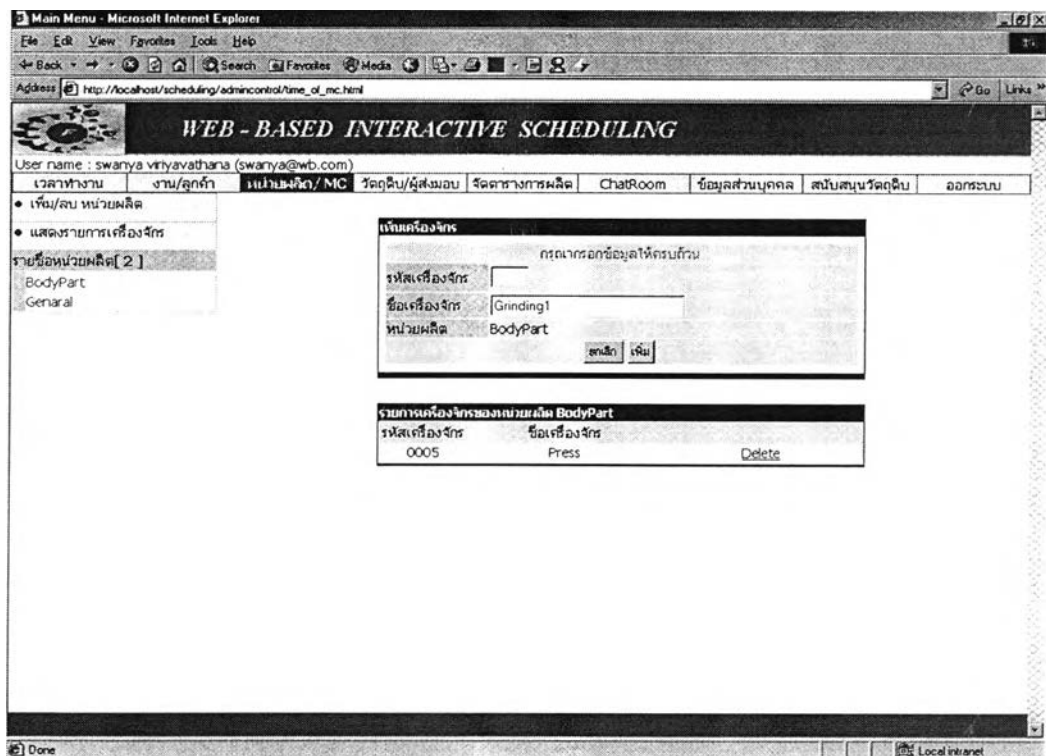 Main Menu - Microsoft Internet Explorer
File Edit View Favorites Tools Help
Back Search Favorites Media
Address http://localhost/scheduling/admincontrol/time_of_mc.html Go Links »
WEB - BASED INTERACTIVE SCHEDULING
User name : swanya viriyavathana (swanya@wb.com)
เวลาทำงาน งาน/ลูกค้า หน่วยผลิต/ MC วัตถุดิบ/ผู้ส่งมอบ จัดตารางการผลิต ChatRoom ข้อมูลส่วนบุคคล สนับสนุนวัตถุดิบ ออกระบบ
• เพิ่ม/ลบ หน่วยผลิต
• แสดงรายการเครื่องจักร
รายชื่อหน่วยผลิต[ 2 ]
BodyPart
Genaral
เพิ่มเครื่องจักร
กรุณากรอกข้อมูลให้ครบถ้วน
รหัสเครื่องจักร
ชื่อเครื่องจักร Grinding1
หน่วยผลิต BodyPart
ยกเลิก เพิ่ม
รายการเครื่องจักรของหน่วยผลิต BodyPart
รหัสเครื่องจักร ชื่อเครื่องจักร
0005 Press Delete
Done Local intranet